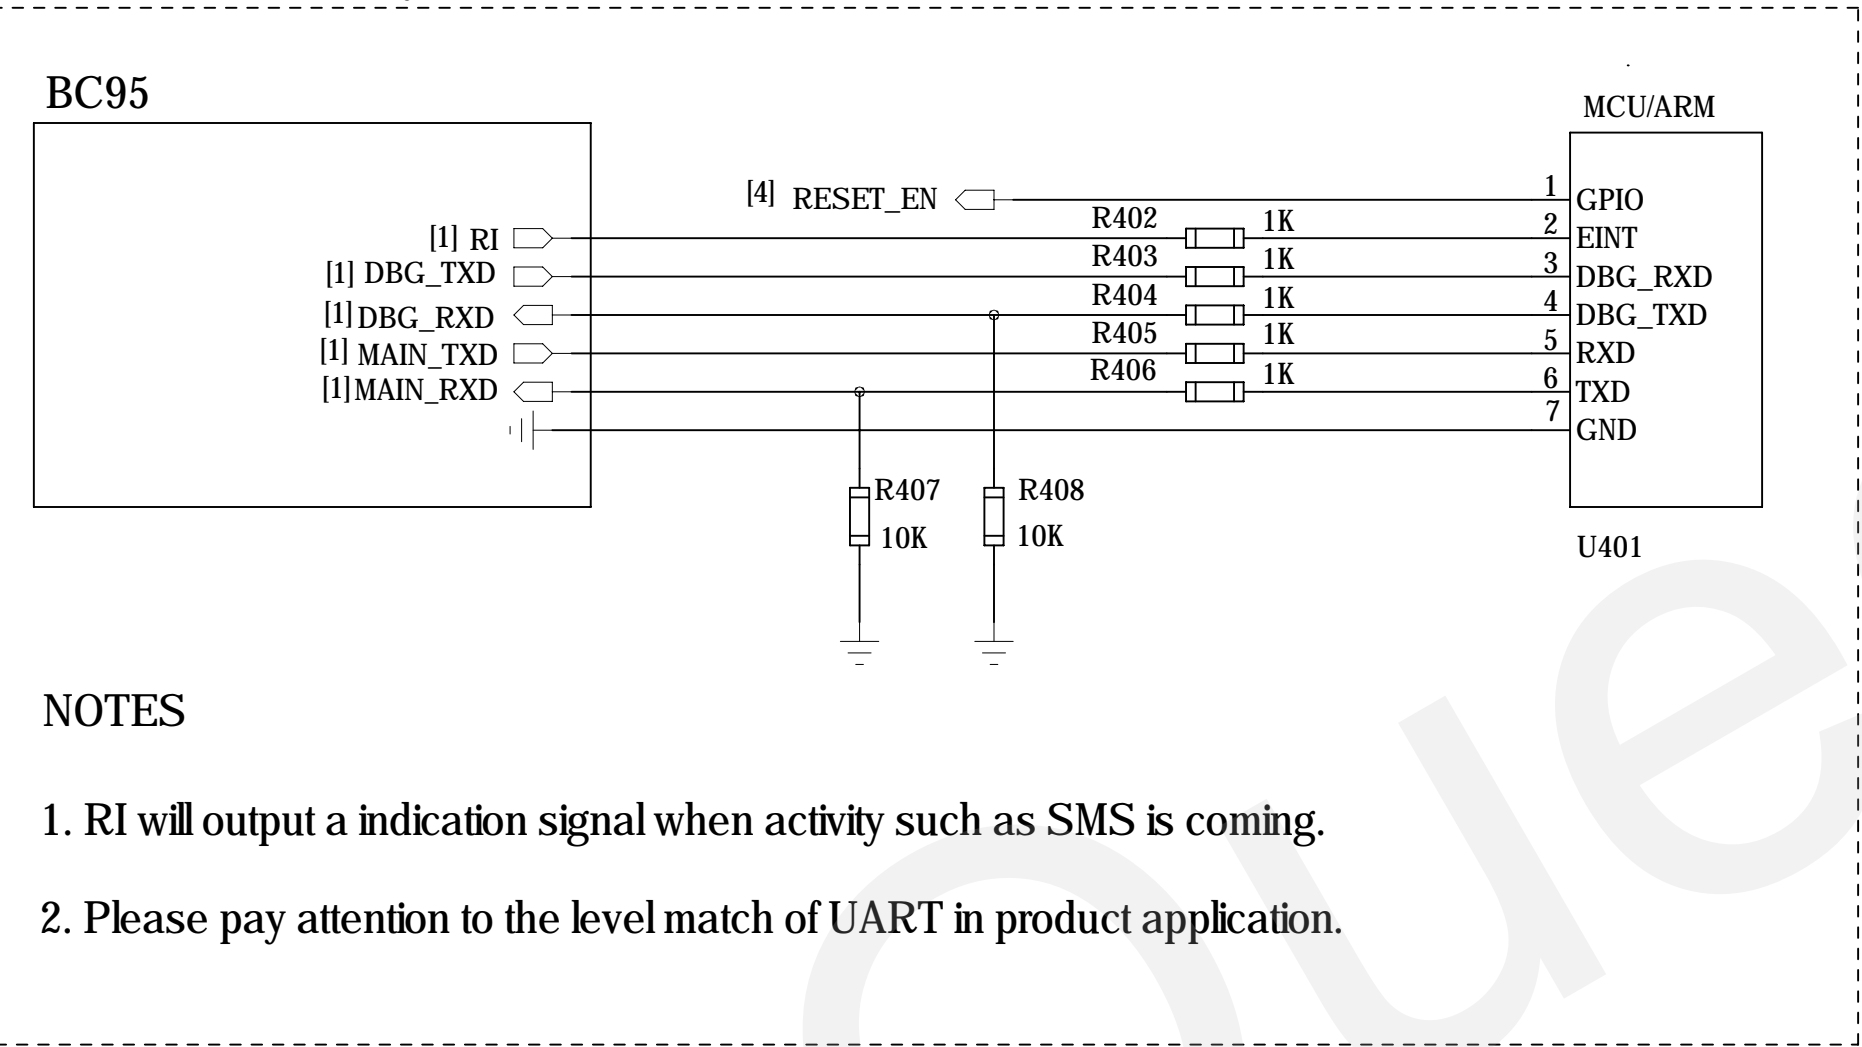 BC95
MCU/ARM
[4] RESET_EN
1
GPIO
[1] RI
R402
1K
2
EINT
[1] DBG_TXD
R403
1K
3
DBG_RXD
[1] DBG_RXD
R404
1K
4
DBG_TXD
[1] MAIN_TXD
R405
1K
5
RXD
[1] MAIN_RXD
R406
1K
6
TXD
7
GND
R407
10K
R408
10K
U401
NOTES
1. RI will output a indication signal when activity such as SMS is coming.
2. Please pay attention to the level match of UART in product application.
Que